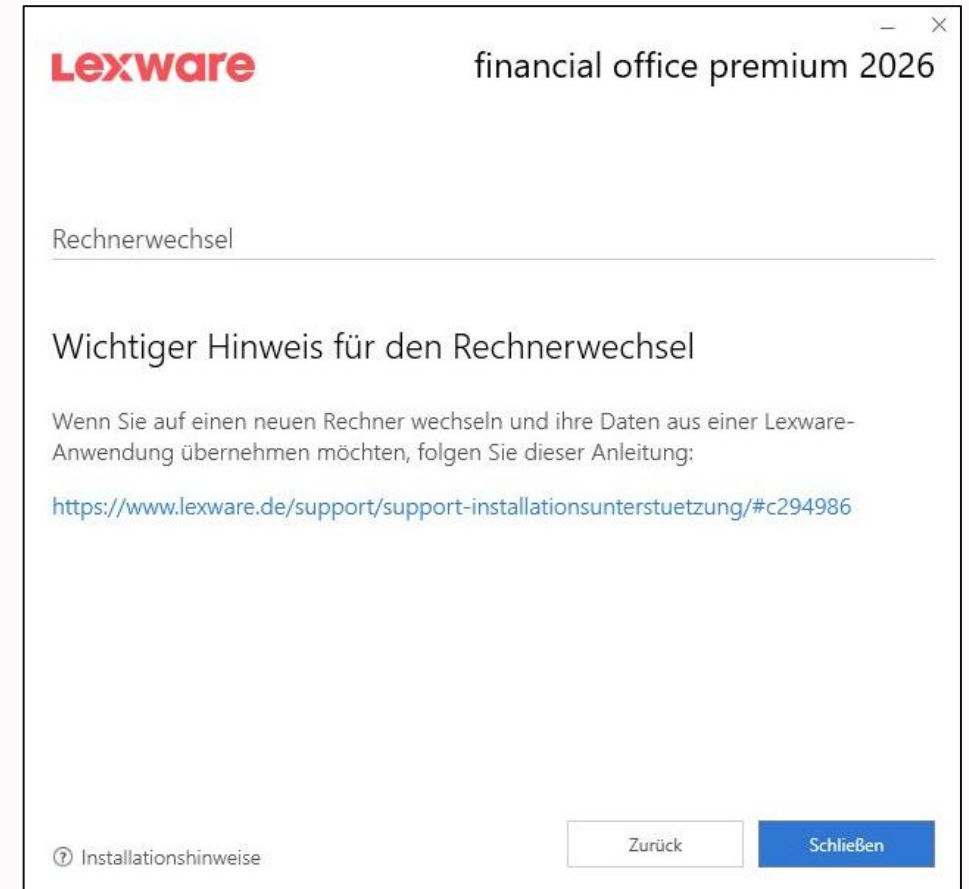 Lexware
financial office premium 2026
Rechnerwechsel
Wichtiger Hinweis für den Rechnerwechsel
Wenn Sie auf einen neuen Rechner wechseln und ihre Daten aus einer Lexware-
Anwendung übernehmen möchten, folgen Sie dieser Anleitung:
https://www.lexware.de/support/support-installationsunterstuetzung/#c294986
Installationshinweise
Zurück
Schließen